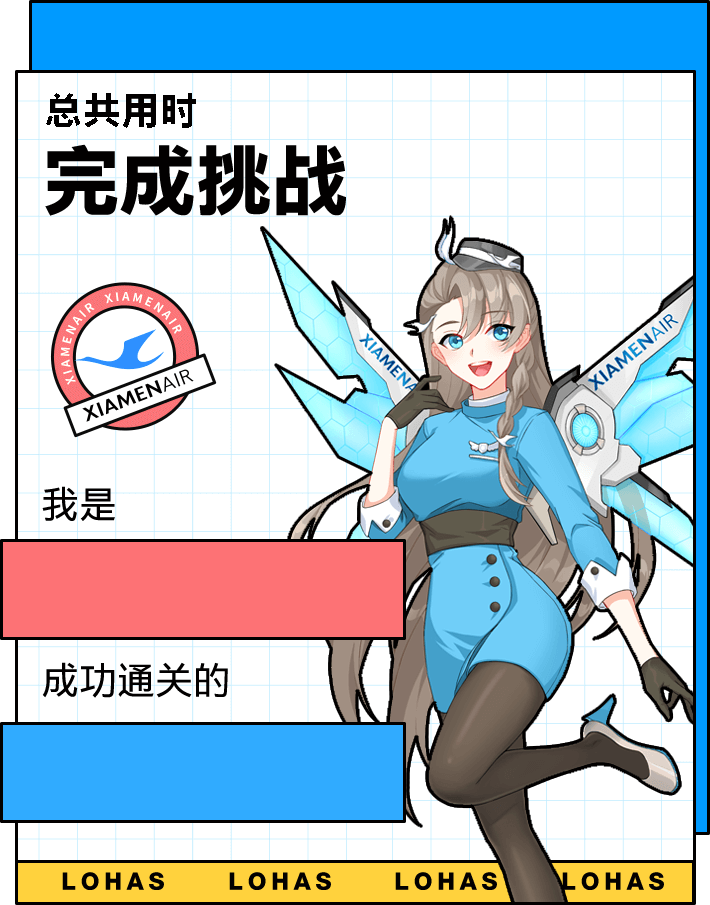 总共用时
完成挑战
XIAMENAIR XIAMENAIR XIAMENAIR
XIAMENAIR
XIAMENA
XIAMENAIR
我是
成功通关的
LOHAS LOHAS LOHAS LOHAS